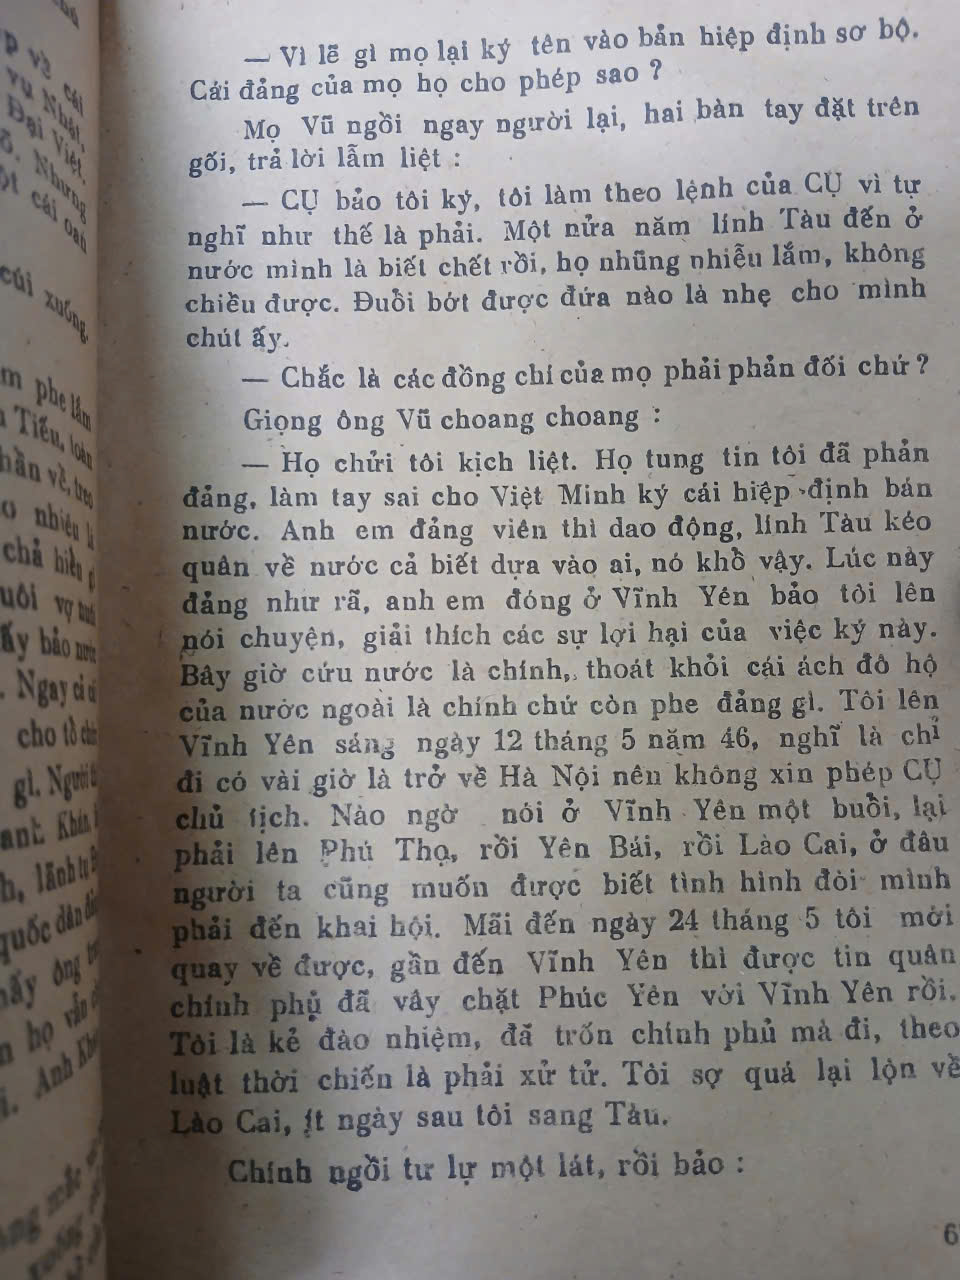 — Vì lẽ gì mọ lại ký tên vào bản hiệp định sơ bộ.
Cái đảng của mọ họ cho phép sao ?
Mọ Vũ ngồi ngay người lại, hai bàn tay đặt trên
gối, trả lời lẫm liệt :
— CỤ bảo tôi ký, tôi làm theo lệnh của CỤ vì tự
nghĩ như thế là phải. Một nửa năm lính Tàu đến ở
nước mình là biết chết rồi, họ nhũng nhiễu lắm, không
chiều được. Đuổi bớt được đứa nào là nhẹ cho mình
chút ấy.
— Chắc là các đồng chí của mọ phải phản đối chứ ?
Giọng ông Vũ choang choang :
— Họ chửi tôi kịch liệt. Họ tung tin tôi đã phản
đảng, làm tay sai cho Việt Minh ký cái hiệp định bán
nước. Anh em đảng viên thì dao động, lính Tàu kéo
quân về nước cả biết dựa vào ai, nó khổ vậy. Lúc này
đảng như rã, anh em đóng ở Vĩnh Yên bảo tôi lên
nói chuyện, giải thích các sự lợi hại của việc ký này.
Bây giờ cứu nước là chính, thoát khỏi cái ách đô hộ
của nước ngoài là chính chứ còn phe đảng gì. Tôi lên
Vĩnh Yên sáng ngày 12 tháng 5 năm 46, nghĩ là chỉ
đi có vài giờ là trở về Hà Nội nên không xin phép CỤ
chủ tịch. Nào ngờ nói ở Vĩnh Yên một buổi, lại
phải lên Phú Thọ, rồi Yên Bái, rồi Lào Cai, ở đâu
người ta cũng muốn được biết tình hình đòi mình
phải đến khai hội. Mãi đến ngày 24 tháng 5 tôi mới
quay về được, gần đến Vĩnh Yên thì được tin quân
chính phủ đã vây chặt Phúc Yên với Vĩnh Yên rồi.
Tôi là kẻ đào nhiệm, đã trốn chính phủ mà đi, theo
luật thời chiến là phải xử tử. Tôi sợ quá lại lộn về
Lào Cai, ít ngày sau tôi sang Tàu.
Chính ngồi tư lự một lát, rồi bảo :